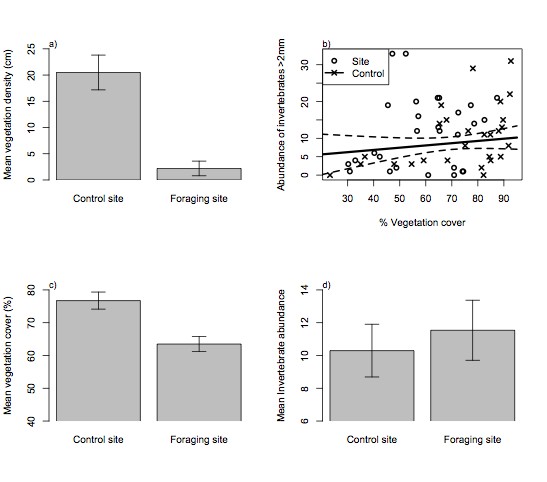 a)
Mean vegetation density (cm)
25
20
15
10
5
0
Control site
Foraging site
b)
Abundance of invertebrates >2mm
30
20
10
5
0
Site
Control
30
40
50
60
70
80
90
% Vegetation cover
c)
Mean vegetation cover (%)
80
70
60
50
40
Control site
Foraging site
d)
Mean Invertebrate abundance
14
12
10
8
6
Control site
Foraging site